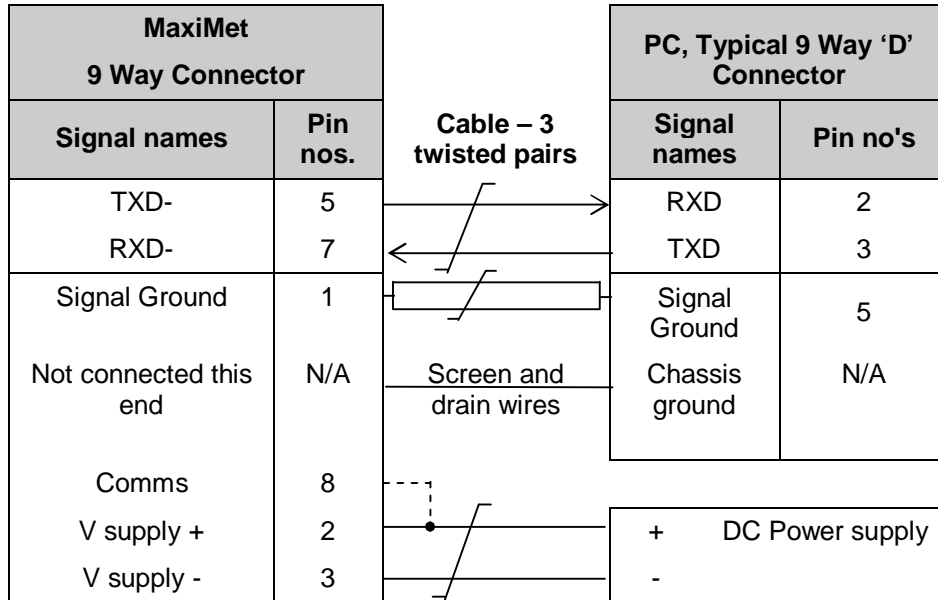 MaxiMet
9 Way Connector
PC, Typical 9 Way ‘D’
Connector
Signal names
Pin
nos.
Cable – 3
twisted pairs
Signal
names
Pin no's
TXD-
5
RXD
2
RXD-
7
TXD
3
Signal Ground
1
Signal
Ground
5
Not connected this
end
N/A
Screen and
drain wires
Chassis
ground
N/A
Comms
8
V supply +
2
+
DC Power supply
V supply -
3
-